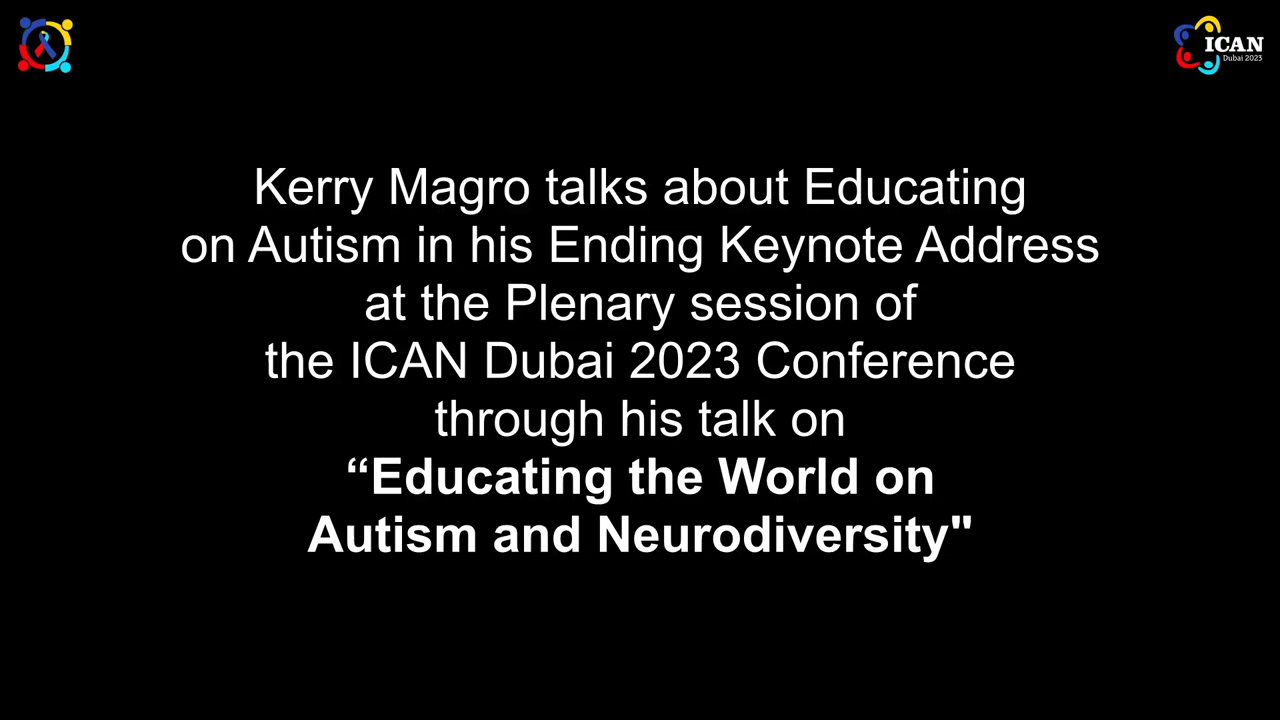 ICAN
Dubai 2023
Kerry Magro talks about Educating
on Autism in his Ending Keynote Address
at the Plenary session of
the ICAN Dubai 2023 Conference
through his talk on
“Educating the World on
Autism and Neurodiversity"